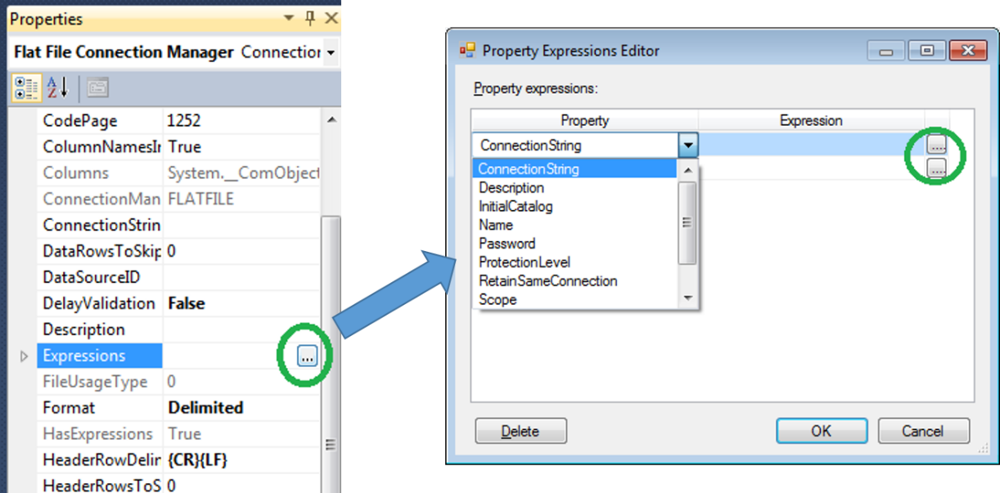 Properties
Flat File Connection Manager Connection
CodePage 1252
ColumnNamesIr True
Columns System.__ComObject
ConnectionMan FLATFILE
ConnectionStrin
DataRowsToSkip 0
DataSourceID
DelayValidation False
Description
Expressions ...
FileUsageType 0
Format Delimited
HasExpressions True
HeaderRowDelir {CR}{LF}
HeaderRowsToS 0
Property Expressions Editor
Property expressions:
Property Expression
ConnectionString ...
ConnectionString ...
Description
InitialCatalog
Name
Password
ProtectionLevel
RetainSameConnection
Scope
Delete OK Cancel